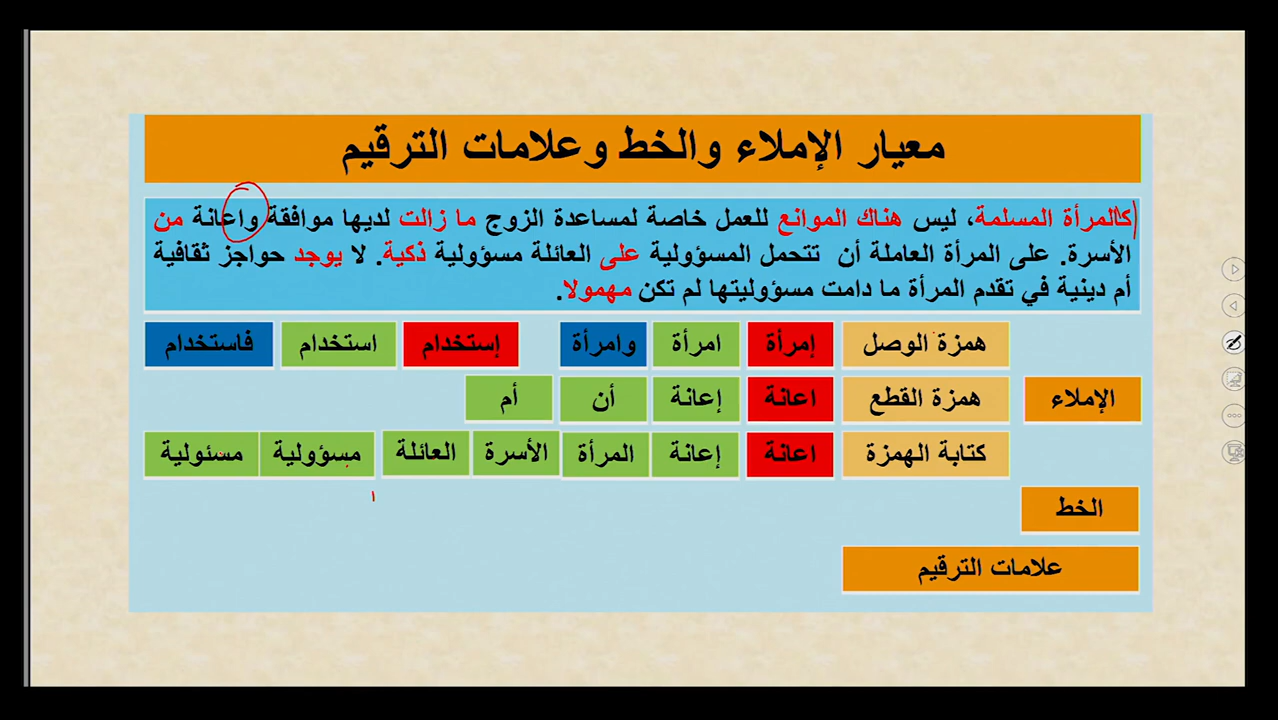 معيار الإملاء والخط وعلامات الترقيم
كالمرأة المسلمة، ليس هناك الموانع للعمل خاصة لمساعدة الزوج ما زالت لديها موافقة واعانة من
الأسرة. على المرأة العاملة أن تتحمل المسؤولية على العائلة مسؤولية ذكية. لا يوجد حواجز ثقافية
أم دينية في تقدم المرأة ما دامت مسؤوليتها لم تكن مهمولا.
همزة الوصل إمرأة امرأة وامرأة إستخدام استخدام فاستخدام
الإملاء همزة القطع اعانة إعانة أن أم
كتابة الهمزة اعانة إعانة المرأة الأسرة العائلة مسؤولية مسئولية
الخط
علامات الترقيم